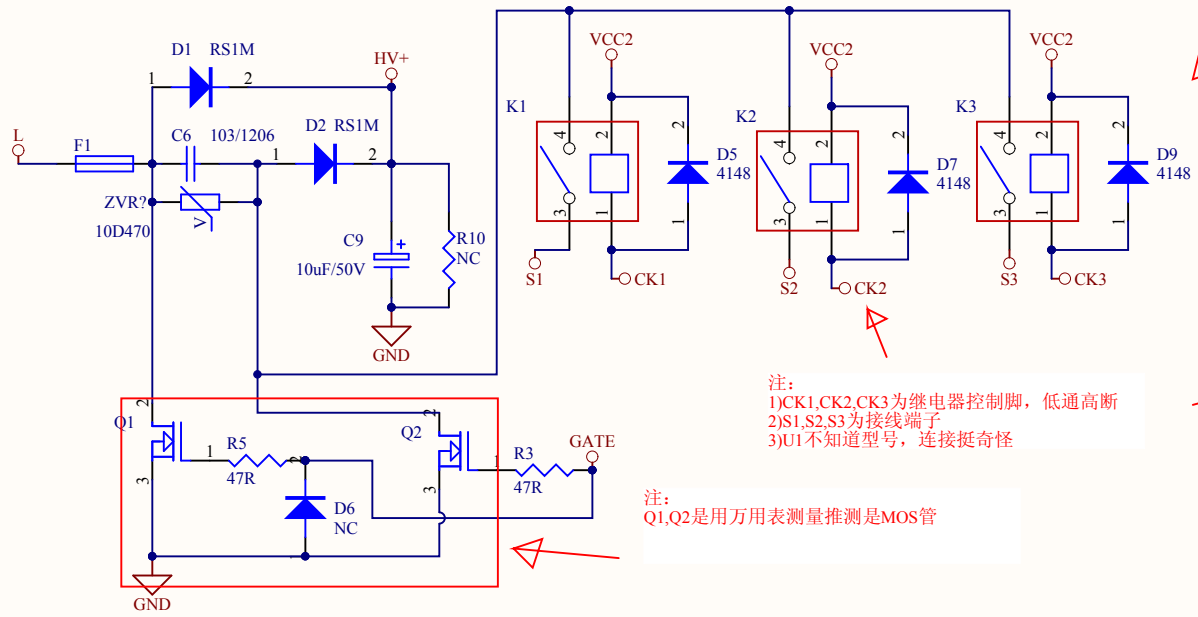 D1 RS1M
HV+
1 2
L
F1
C6 103/1206
D2 RS1M
1 2
ZVR?
10D470
V
C9
10uF/50V
+
R10
NC
GND
VCC2
K1
4 2
3 1
2
D5
4148
1
S1
CK1
VCC2
K2
4 2
3 1
2
D7
4148
1
S2
CK2
VCC2
K3
4 2
3 1
2
D9
4148
1
S3
CK3
注:
1)CK1,CK2,CK3为继电器控制脚，低通高断
2)S1,S2,S3为接线端子
3)U1不知道型号，连接挺奇怪
Q1
2
1
3
R5
47R
D6
NC
Q2
2
1
3
R3
47R
GATE
GND
注:
Q1,Q2是用万用表测量推测是MOS管